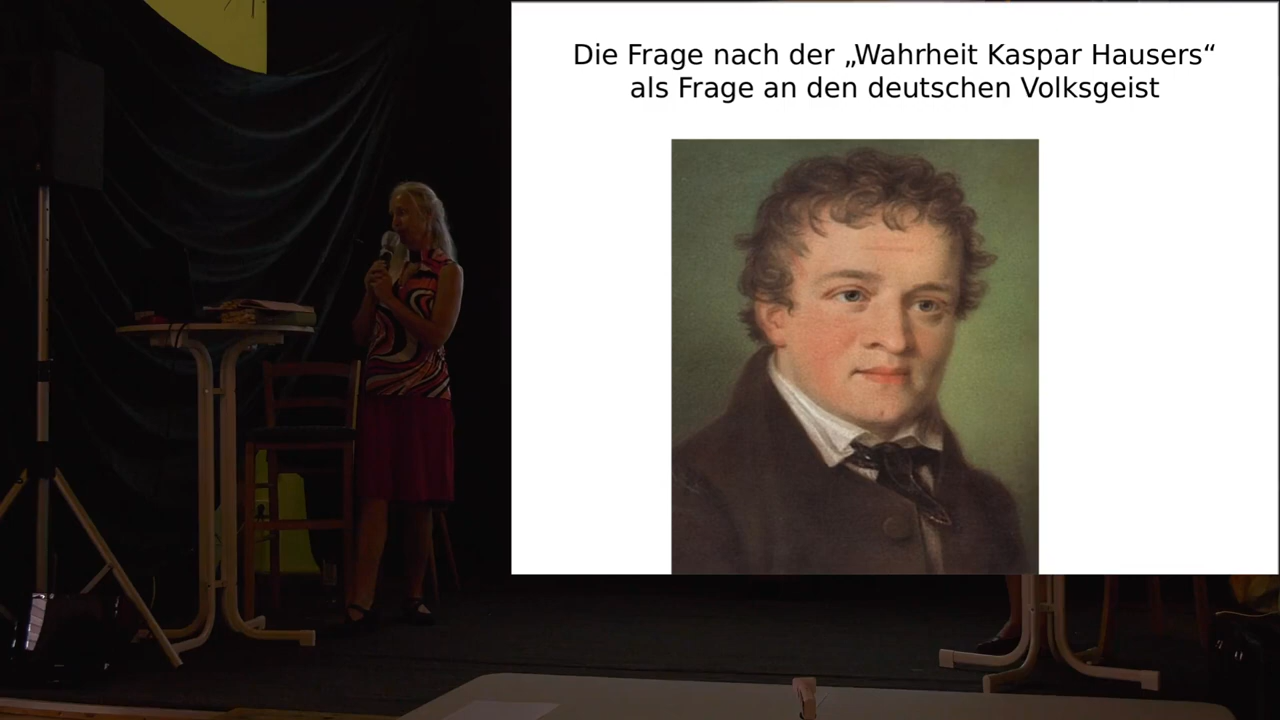 Die Frage nach der „Wahrheit Kaspar Hausers“
als Frage an den deutschen Volksgeist